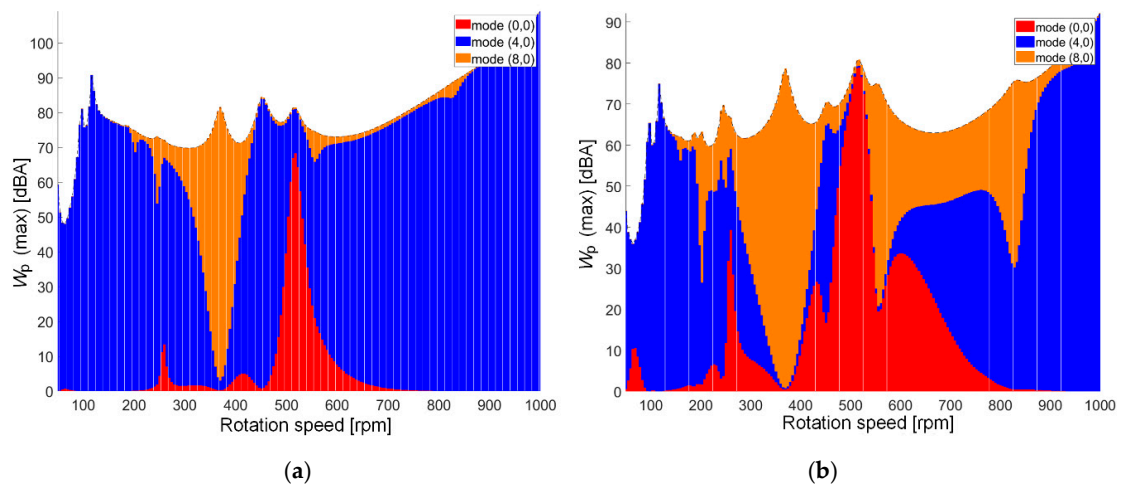 mode (0,0)
mode (4,0)
mode (8,0)
100
90
80
70
60
50
40
30
20
10
0
Wp (max) [dBA]
100 200 300 400 500 600 700 800 900 1000
Rotation speed [rpm]
(a)
mode (0,0)
mode (4,0)
mode (8,0)
90
80
70
60
50
40
30
20
10
0
Wp (max) [dBA]
100 200 300 400 500 600 700 800 900 1000
Rotation speed [rpm]
(b)